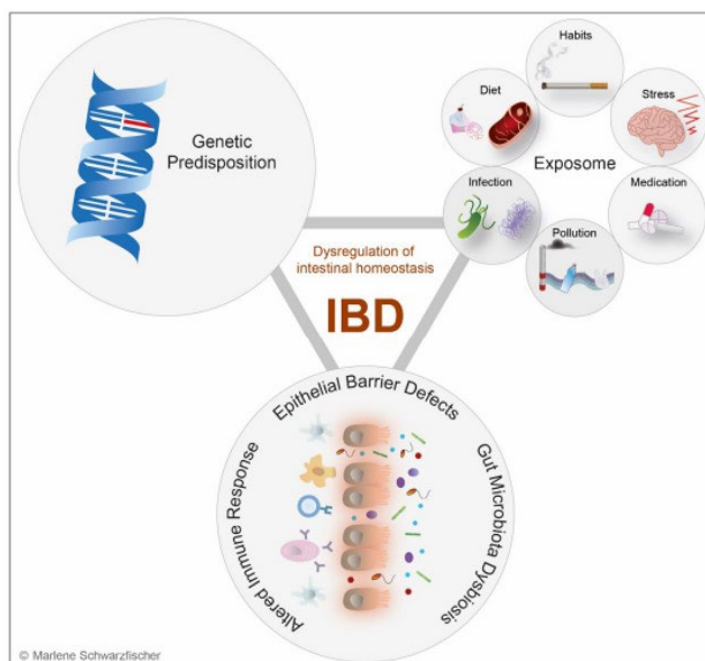 Genetic
Predisposition
Habits
Diet
Stress
Exposome
Infection
Medication
Pollution
Dysregulation of
intestinal homeostasis
IBD
Epithelial Barrier Defects
Altered Immune Response
Gut Microbiota Dysbiosis
© Marlene Schwarzfischer